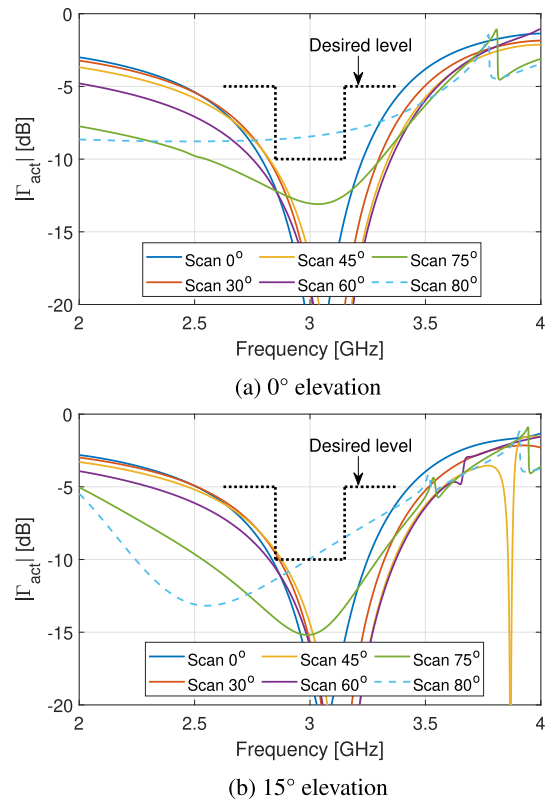 0
-5
-10
-15
-20
|Γact| [dB]
Desired level
Scan 0° Scan 45° Scan 75°
Scan 30° Scan 60° Scan 80°
2 2.5 3 3.5 4
Frequency [GHz]
(a) 0° elevation
0
-5
-10
-15
-20
|Γact| [dB]
Desired level
Scan 0° Scan 45° Scan 75°
Scan 30° Scan 60° Scan 80°
2 2.5 3 3.5 4
Frequency [GHz]
(b) 15° elevation